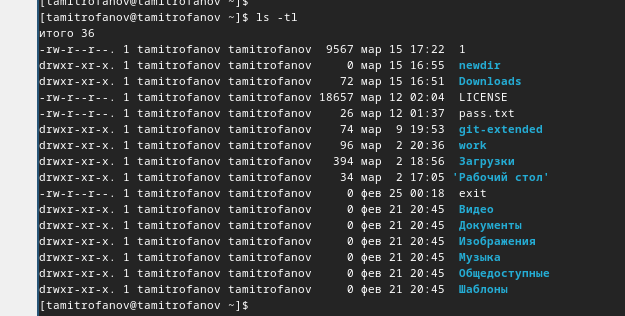 [tamitrofanov@tamitrofanov ~]$
[tamitrofanov@tamitrofanov ~]$ ls -tl
итого 36
-rw-r--r--. 1 tamitrofanov tamitrofanov  9567 мар 15 17:22  1
drwxr-xr-x. 1 tamitrofanov tamitrofanov     0 мар 15 16:55  newdir
drwxr-xr-x. 1 tamitrofanov tamitrofanov    72 мар 15 16:51  Downloads
-rw-r--r--. 1 tamitrofanov tamitrofanov 18657 мар 12 02:04  LICENSE
-rw-r--r--. 1 tamitrofanov tamitrofanov    26 мар 12 01:37  pass.txt
drwxr-xr-x. 1 tamitrofanov tamitrofanov    74 мар  9 19:53  git-extended
drwxr-xr-x. 1 tamitrofanov tamitrofanov    96 мар  2 20:36  work
drwxr-xr-x. 1 tamitrofanov tamitrofanov   394 мар  2 18:56  Загрузки
drwxr-xr-x. 1 tamitrofanov tamitrofanov    34 мар  2 17:05 'Рабочий стол'
-rw-r--r--. 1 tamitrofanov tamitrofanov     0 фев 25 00:18  exit
drwxr-xr-x. 1 tamitrofanov tamitrofanov     0 фев 21 20:45  Видео
drwxr-xr-x. 1 tamitrofanov tamitrofanov     0 фев 21 20:45  Документы
drwxr-xr-x. 1 tamitrofanov tamitrofanov     0 фев 21 20:45  Изображения
drwxr-xr-x. 1 tamitrofanov tamitrofanov     0 фев 21 20:45  Музыка
drwxr-xr-x. 1 tamitrofanov tamitrofanov     0 фев 21 20:45  Общедоступные
drwxr-xr-x. 1 tamitrofanov tamitrofanov     0 фев 21 20:45  Шаблоны
[tamitrofanov@tamitrofanov ~]$